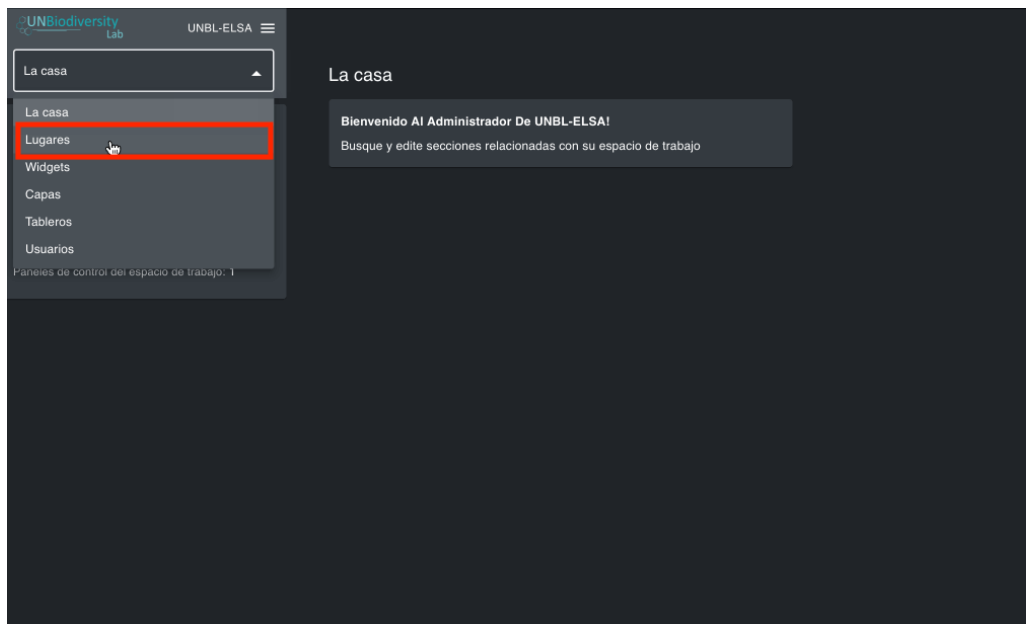 UNBiodiversity
Lab
UNBL-ELSA
La casa
La casa
Lugares
Widgets
Capas
Tableros
Usuarios
Paneles de control del espacio de trabajo: 1
La casa
Bienvenido Al Administrador De UNBL-ELSA!
Busque y edite secciones relacionadas con su espacio de trabajo